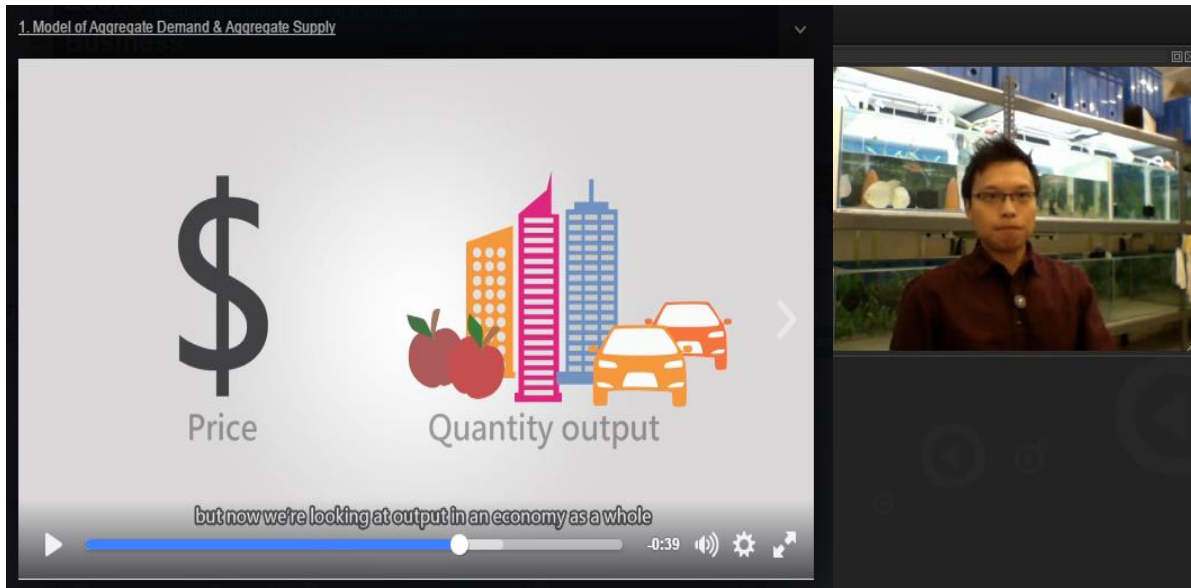 1. Model of Aggregate Demand & Aggregate Supply
Business
$
Price
Quantity output
but now we're looking at output in an economy as a whole
-0:39